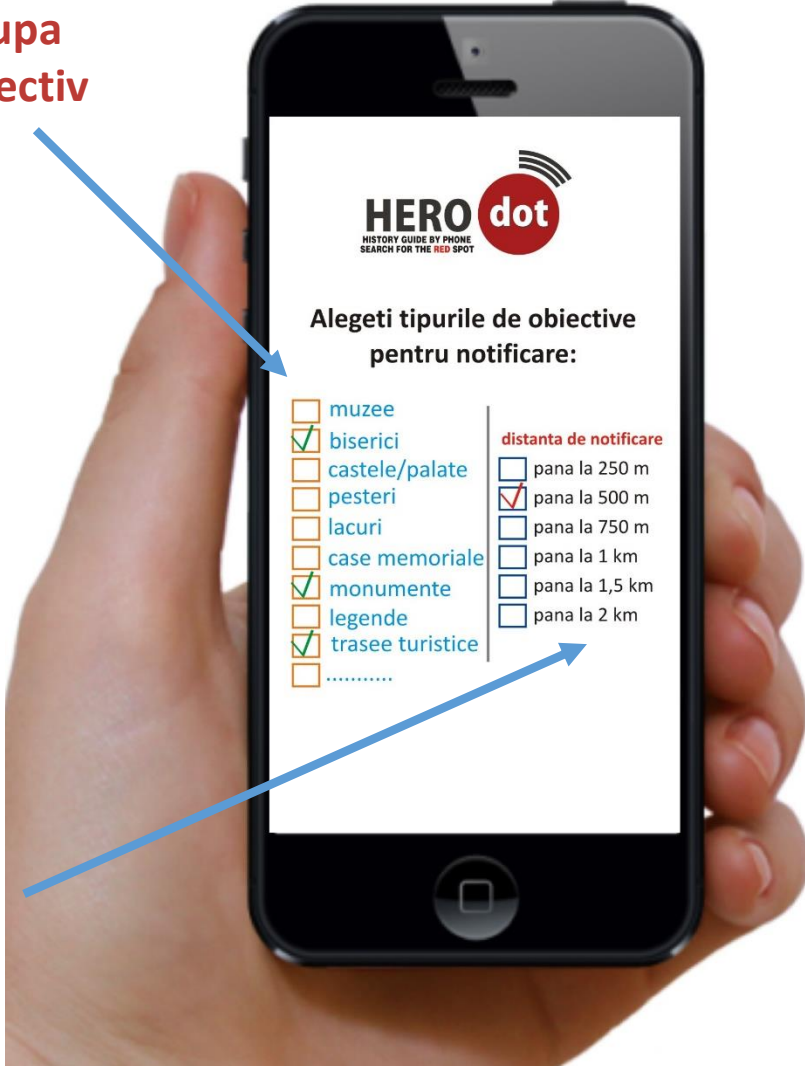 HERO dot
HISTORY GUIDE BY PHONE
SEARCH FOR THE RED SPOT
Alegeti tipurile de obiective
pentru notificare:
muzee
biserici
castele/palate
pesteri
lacuri
case memoriale
monumente
legende
trasee turistice
...........
distanta de notificare
pana la 250 m
pana la 500 m
pana la 750 m
pana la 1 km
pana la 1,5 km
pana la 2 km